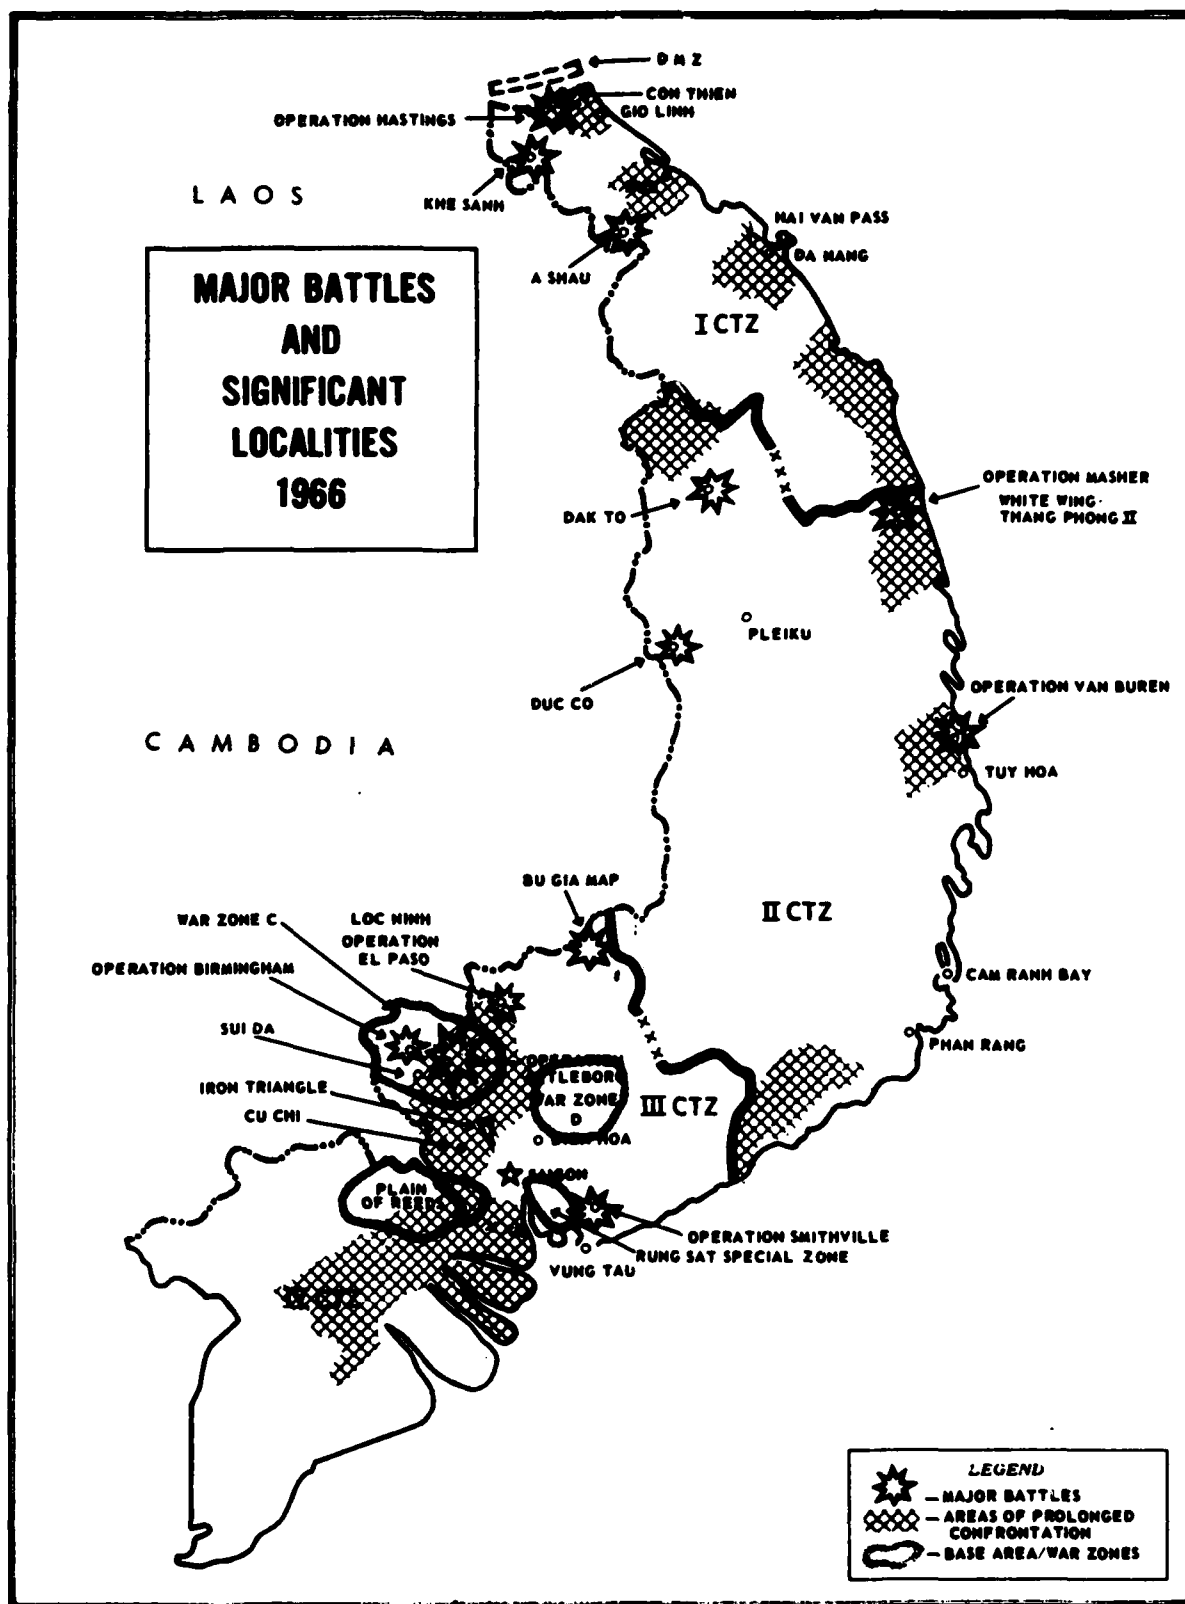 DMZ
CON THIEN
GIO LINH
OPERATION HASTINGS
LAOS
KHE SANH
HAI VAN PASS
DA NANG
A SHAU
MAJOR BATTLES
AND
SIGNIFICANT
LOCALITIES
1966
I CTZ
OPERATION MASHER
WHITE WING-
THANG PHONG II
DAK TO
PLEIKU
DUC CO
OPERATION VAN BUREN
CAMBODIA
TUY HOA
BU GIA MAP
II CTZ
WAR ZONE C
LOC NINH
OPERATION
EL PASO
OPERATION BIRMINGHAM
CAM RANH BAY
SUI DA
PHAN RANG
OPERATION
WAR ZONE
D
IRON TRIANGLE
III CTZ
CU CHI
SAIGON
PLAIN
OF REEDS
OPERATION SMITHVILLE
RUNG SAT SPECIAL ZONE
VUNG TAU
LEGEND
- MAJOR BATTLES
- AREAS OF PROLONGED
CONFRONTATION
- BASE AREA/WAR ZONES